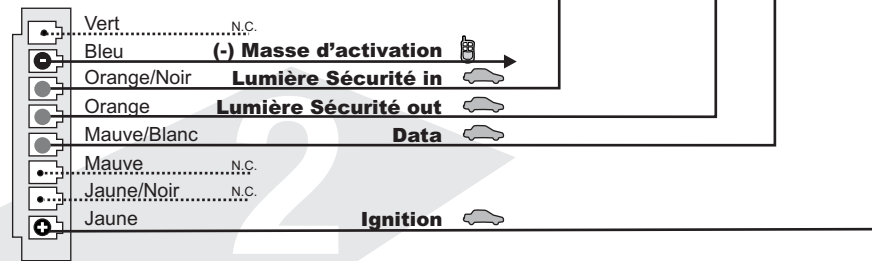 Vert N.C.
Bleu (-) Masse d'activation
Orange/Noir Lumière Sécurité in
Orange Lumière Sécurité out
Mauve/Blanc Data
Mauve N.C.
Jaune/Noir N.C.
Jaune Ignition
2